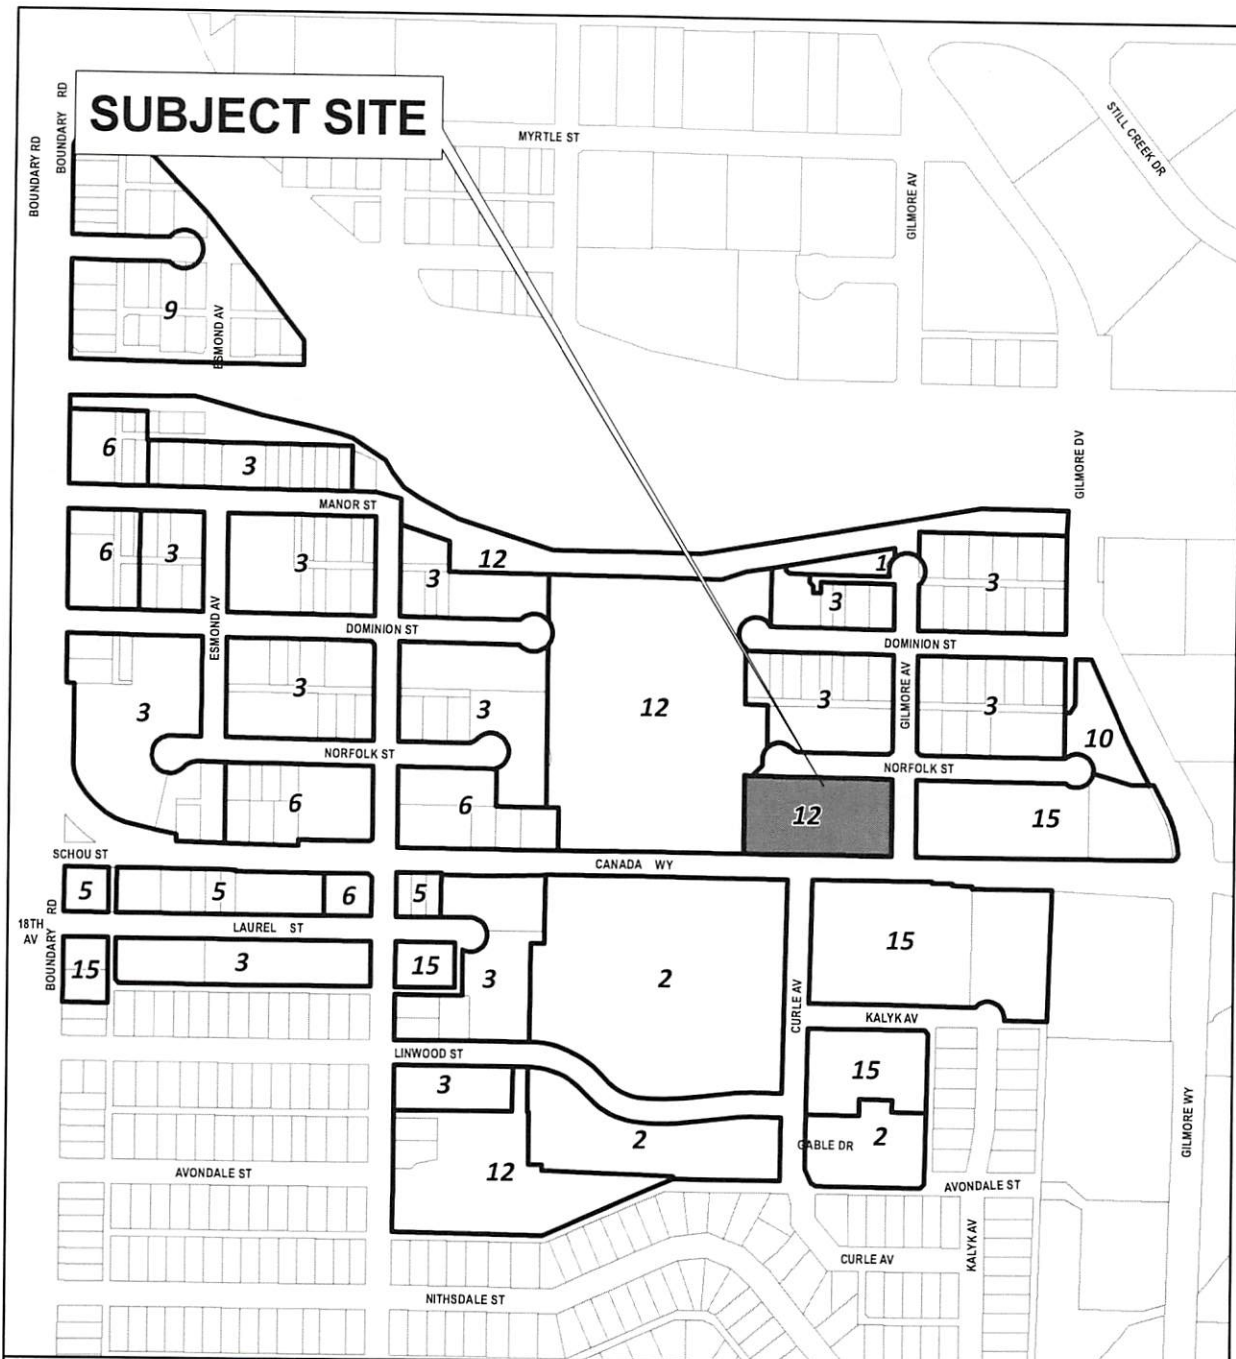 SUBJECT SITE
BOUNDARY RD
BOUNDARY RD
MYRTLE ST
STILL CREEK DR
GILMORE AV
9
ESMOND AV
GILMORE DV
6
3
MANOR ST
6
3
3
3
12
1
3
3
ESMOND AV
DOMINION ST
DOMINION ST
3
3
3
12
3
GILMORE AV
3
10
NORFOLK ST
NORFOLK ST
6
6
12
15
SCHOU ST
CANADA WY
5
5
6
5
18TH
AV
BOUNDARY RD
LAUREL ST
15
3
15
3
2
CURLE AV
15
KALYK AV
LINWOOD ST
3
15
2
GABLE DR
2
GILMORE WY
AVONDALE ST
12
AVONDALE ST
KALYK AV
CURLE AV
NITHSDALE ST